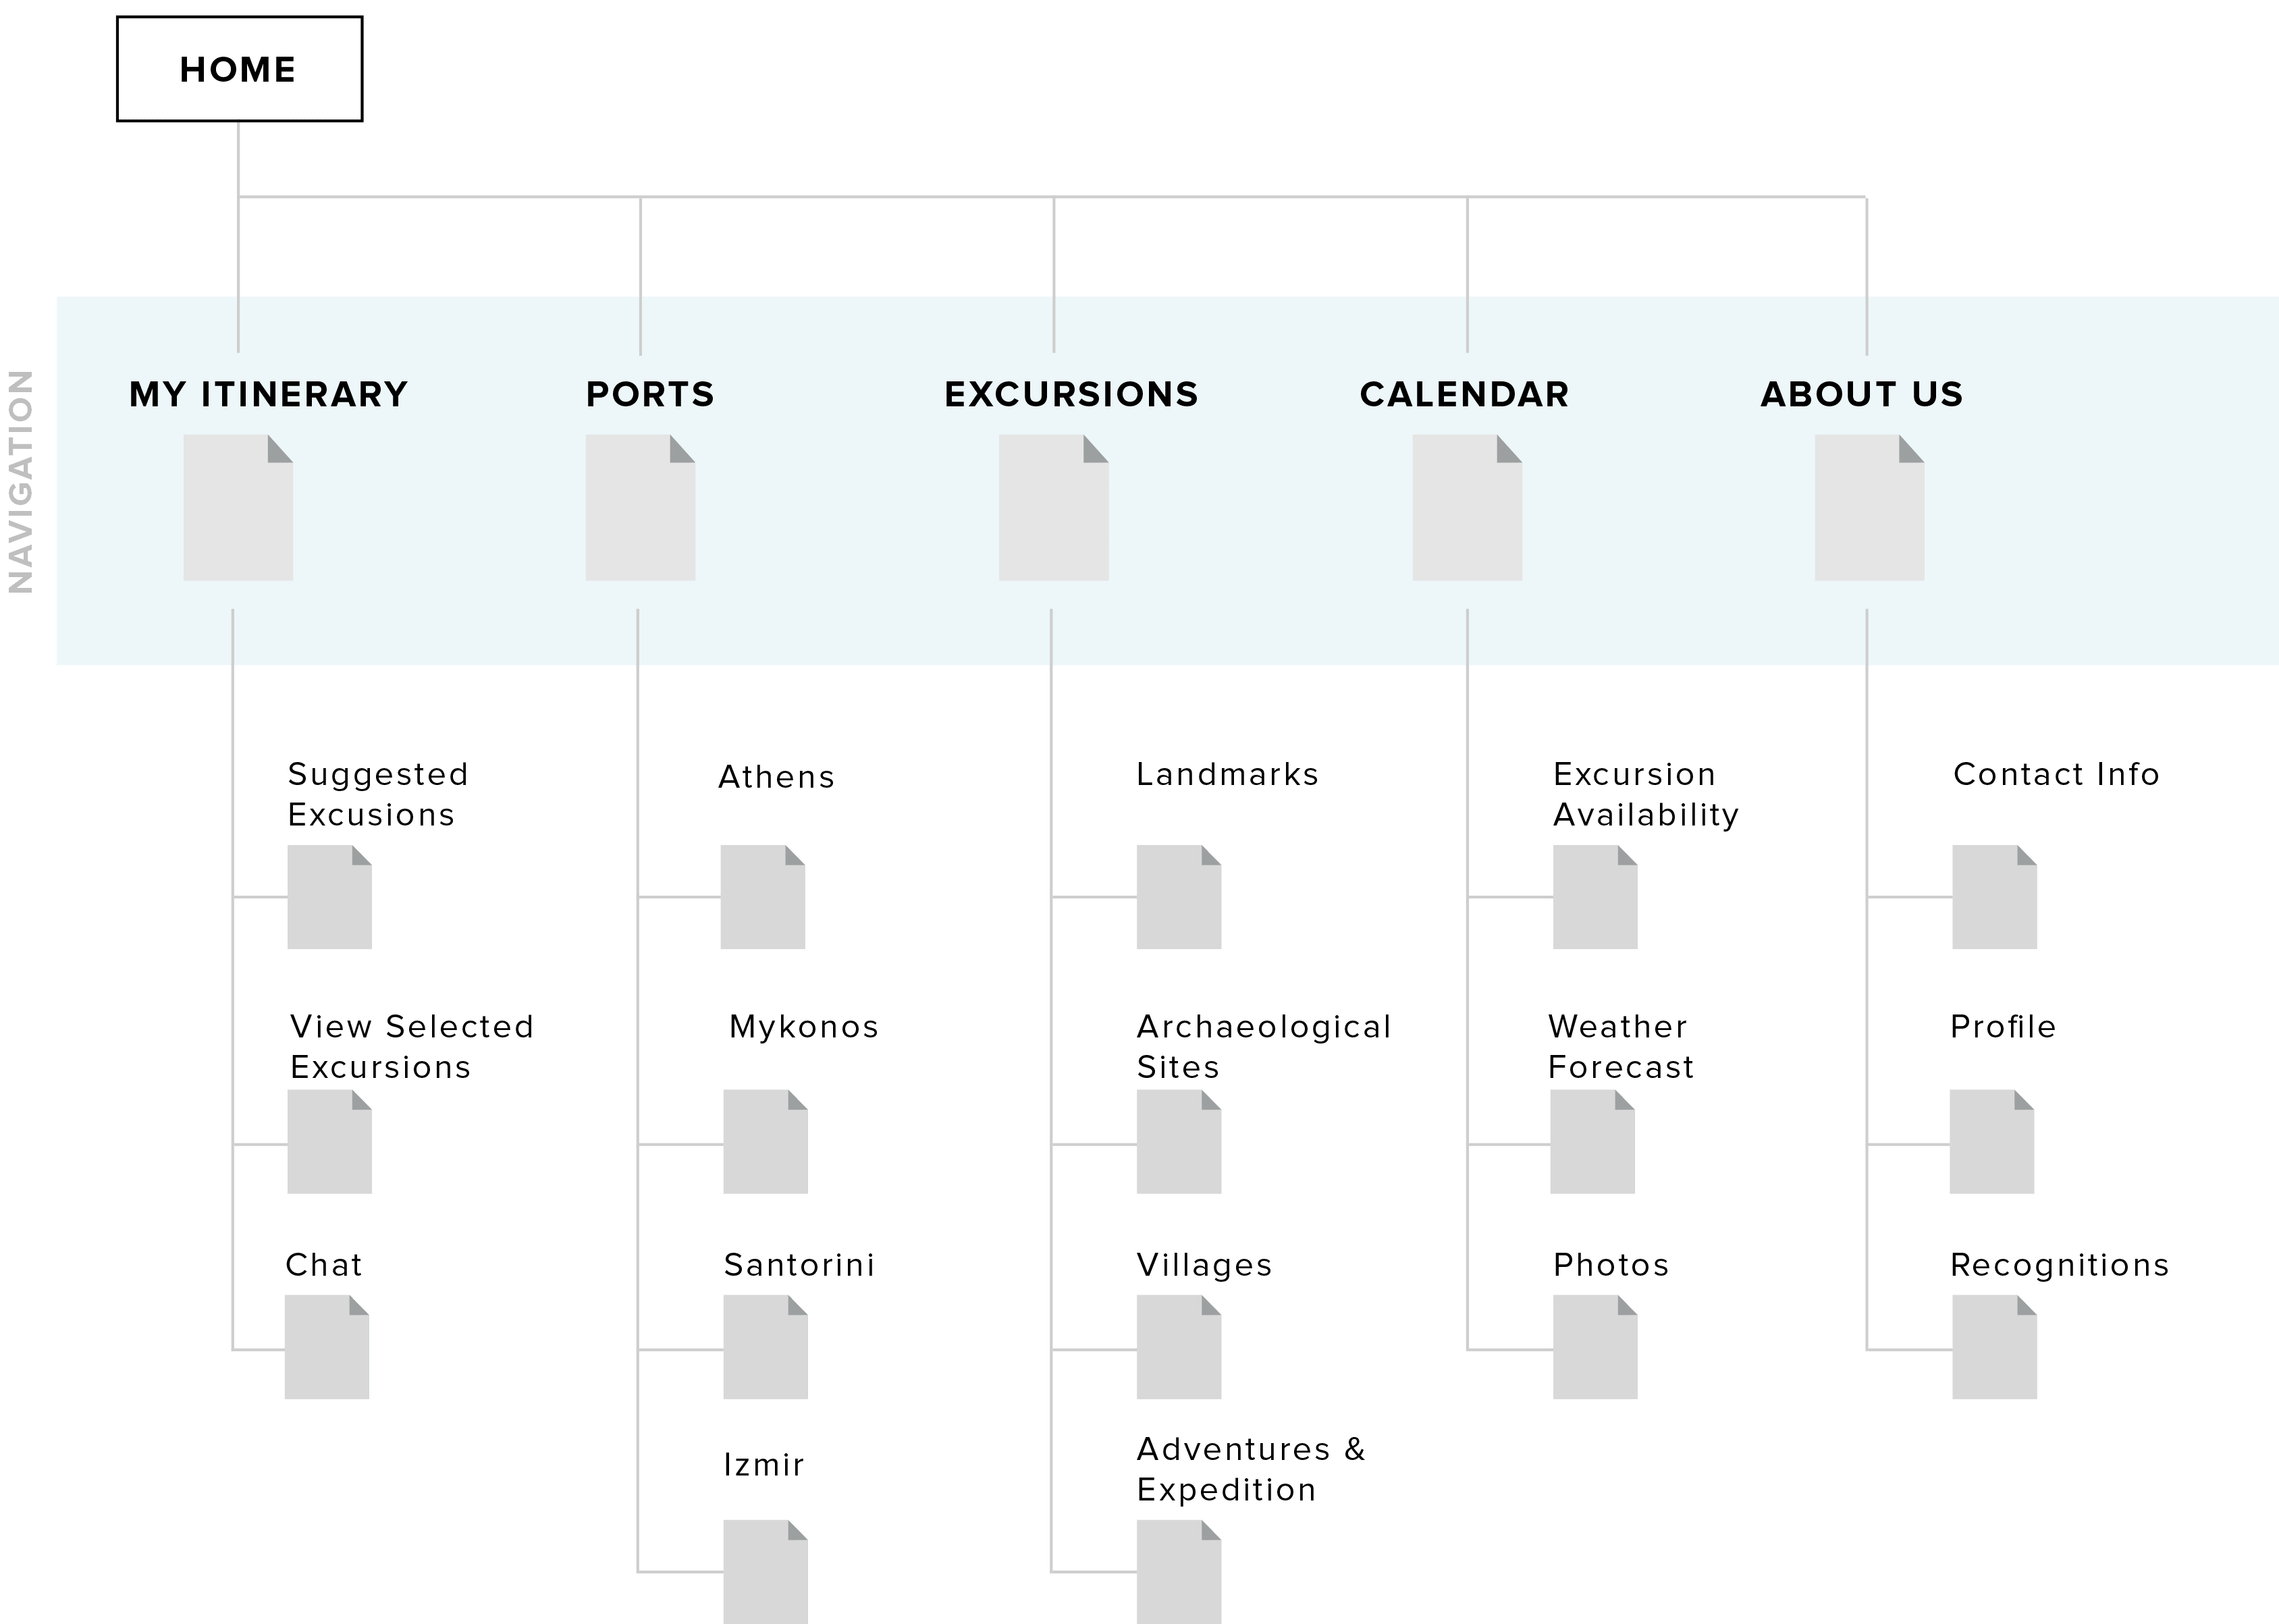 HOME
NAVIGATION
MY ITINERARY
PORTS
EXCURSIONS
CALENDAR
ABOUT US
Suggested
Excusions
View Selected
Excursions
Chat
Athens
Mykonos
Santorini
Izmir
Landmarks
Archaeological
Sites
Villages
Adventures &
Expedition
Excursion
Availability
Weather
Forecast
Photos
Contact Info
Profile
Recognitions